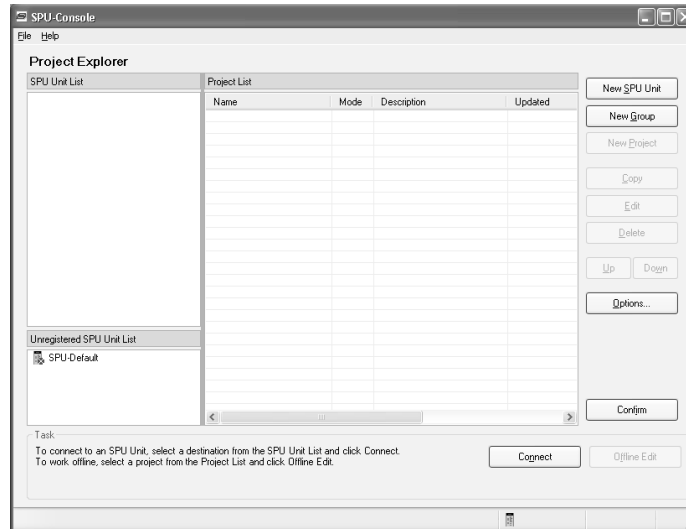 SPU-Console
File Help
Project Explorer
SPU Unit List
Project List
Name Mode Description Updated
New SPU Unit
New Group
New Project
Copy
Edit
Delete
Up Down
Options...
Unregistered SPU Unit List
SPU-Default
Confirm
Task
To connect to an SPU Unit, select a destination from the SPU Unit List and click Connect.
To work offline, select a project from the Project List and click Offline Edit.
Connect
Offline Edit